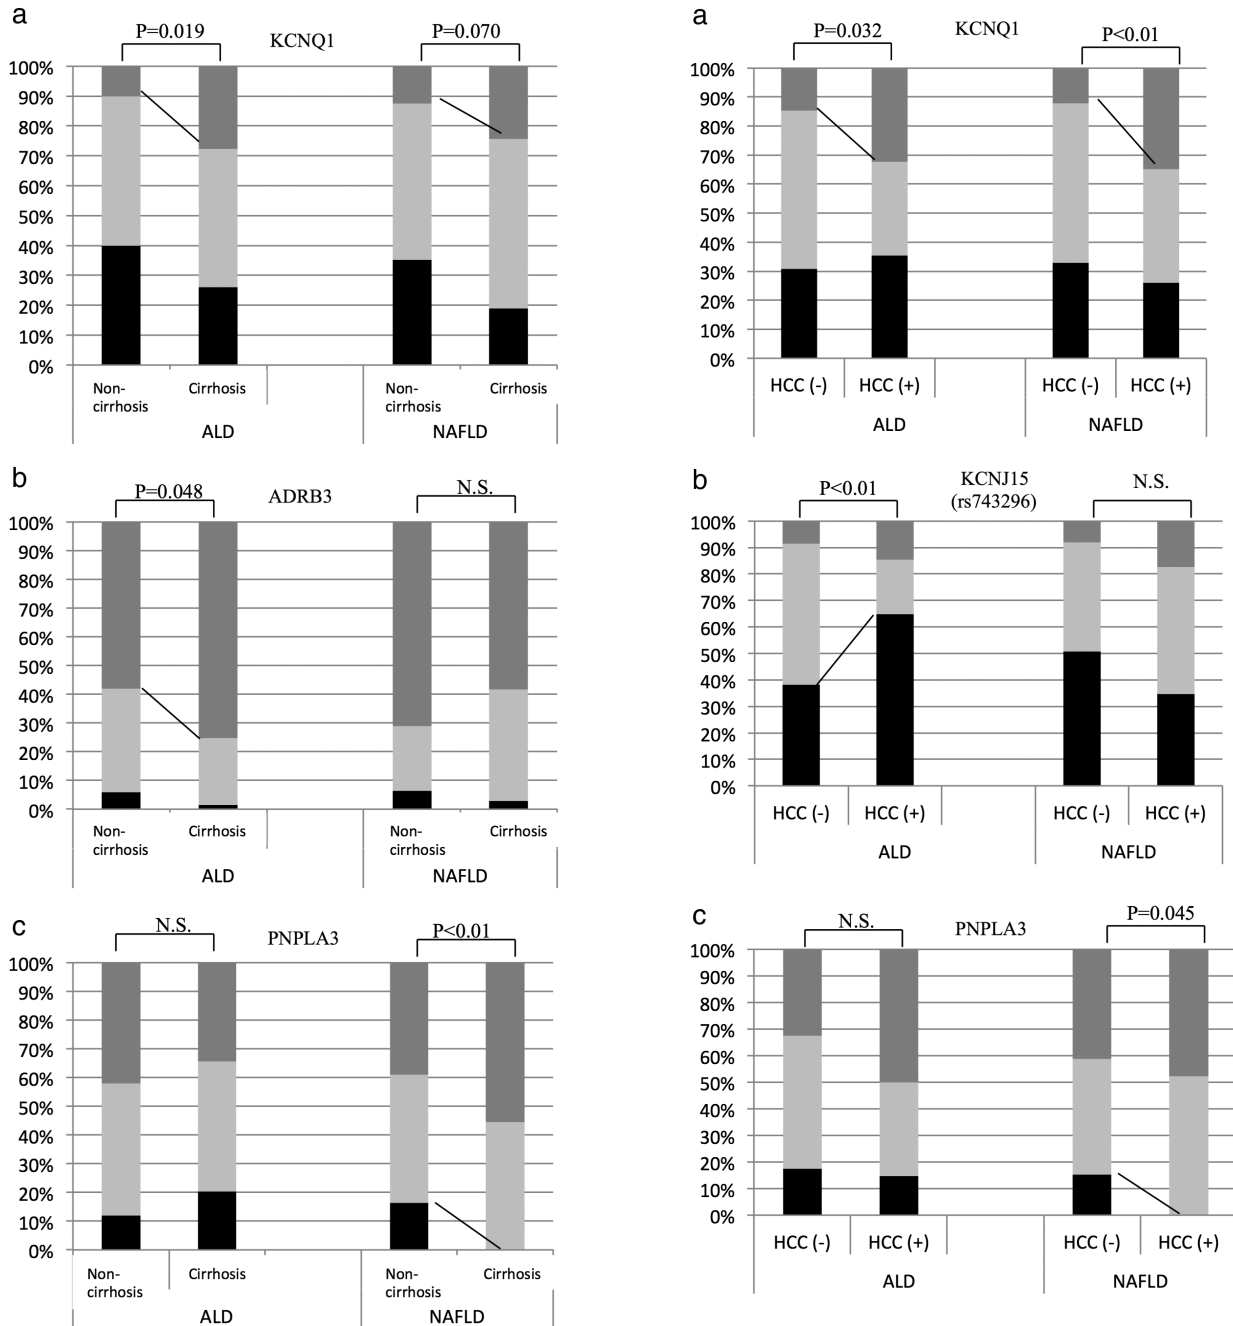 a
P=0.019
KCNQ1
P=0.070
100%
90%
80%
70%
60%
50%
40%
30%
20%
10%
0%
Non-
cirrhosis
Cirrhosis
Non-
cirrhosis
Cirrhosis
ALD
NAFLD
b
P=0.048
ADRB3
N.S.
100%
90%
80%
70%
60%
50%
40%
30%
20%
10%
0%
Non-
cirrhosis
Cirrhosis
Non-
cirrhosis
Cirrhosis
ALD
NAFLD
c
N.S.
PNPLA3
P<0.01
100%
90%
80%
70%
60%
50%
40%
30%
20%
10%
0%
Non-
cirrhosis
Cirrhosis
Non-
cirrhosis
Cirrhosis
ALD
NAFLD
a
P=0.032
KCNQ1
P<0.01
100%
90%
80%
70%
60%
50%
40%
30%
20%
10%
0%
HCC (-)
HCC (+)
HCC (-)
HCC (+)
ALD
NAFLD
b
P<0.01
KCNJ15
(rs743296)
N.S.
100%
90%
80%
70%
60%
50%
40%
30%
20%
10%
0%
HCC (-)
HCC (+)
HCC (-)
HCC (+)
ALD
NAFLD
c
N.S.
PNPLA3
P=0.045
100%
90%
80%
70%
60%
50%
40%
30%
20%
10%
0%
HCC (-)
HCC (+)
HCC (-)
HCC (+)
ALD
NAFLD